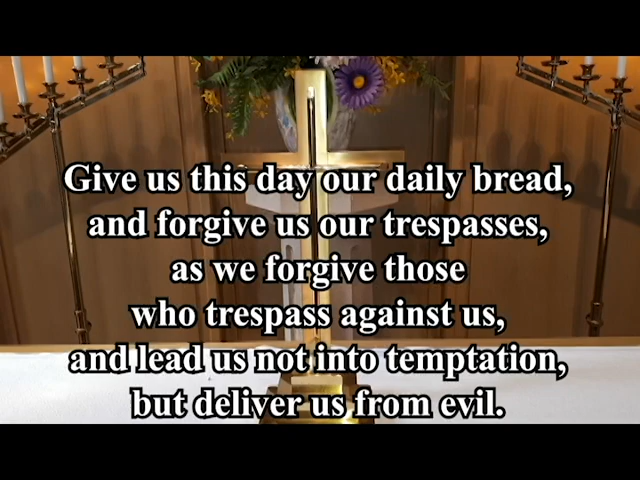 Give us this day our daily bread,
and forgive us our trespasses,
as we forgive those
who trespass against us,
and lead us not into temptation,
but deliver us from evil.